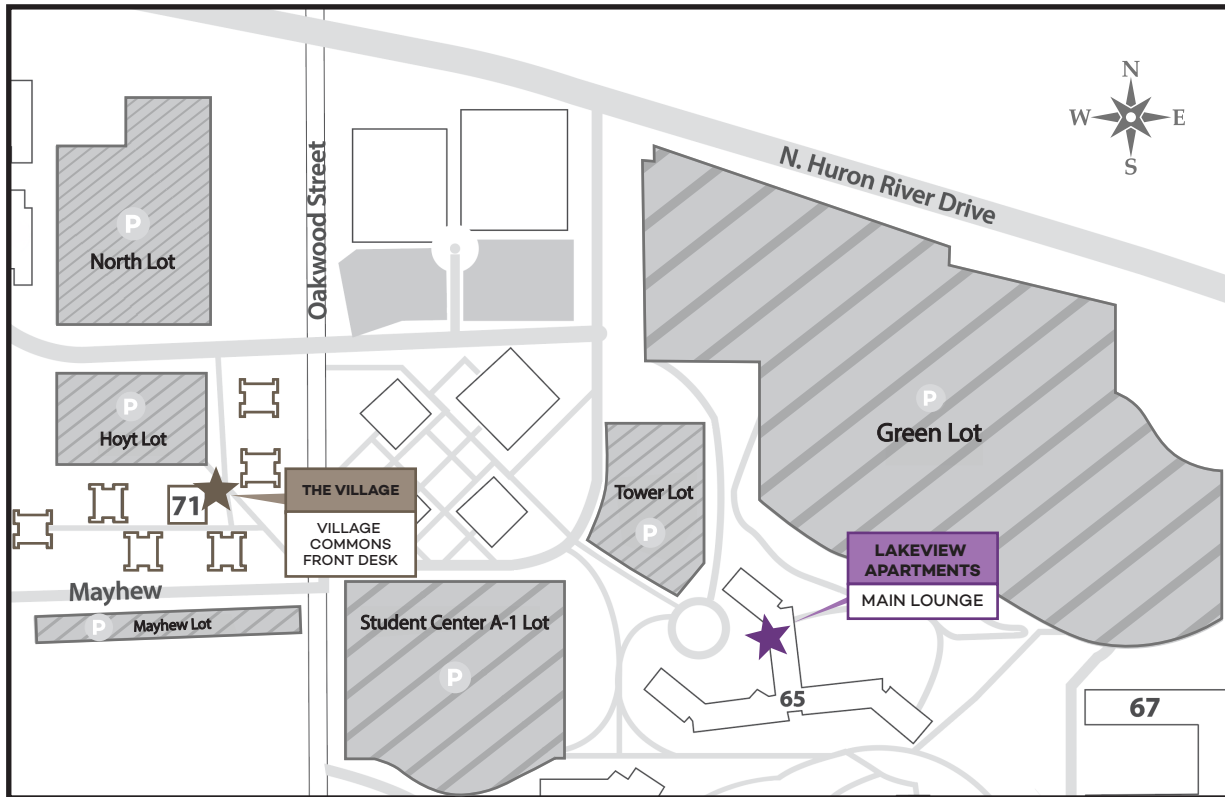 N
W
E
S
N. Huron River Drive
Oakwood Street
P
North Lot
P
Hoyt Lot
P
Green Lot
71
THE VILLAGE
VILLAGE
COMMONS
FRONT DESK
Tower Lot
P
LAKEVIEW
APARTMENTS
MAIN LOUNGE
Mayhew
P
Mayhew Lot
Student Center A-1 Lot
P
65
67